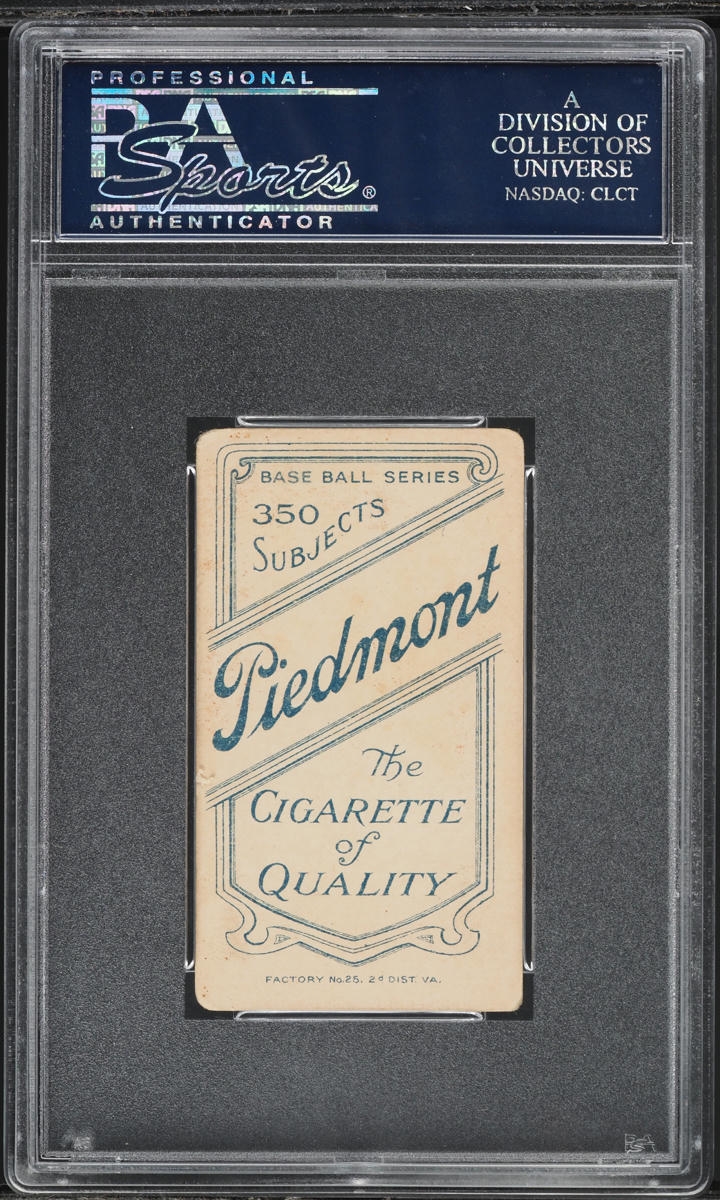 PROFESSIONAL
PSA
Sports®
AUTHENTICATOR
A
DIVISION OF
COLLECTORS
UNIVERSE
NASDAQ: CLCT
BASE BALL SERIES
350
SUBJECTS
Piedmont
The
CIGARETTE
of
QUALITY
FACTORY No.25, 2d DIST. VA.
PSA